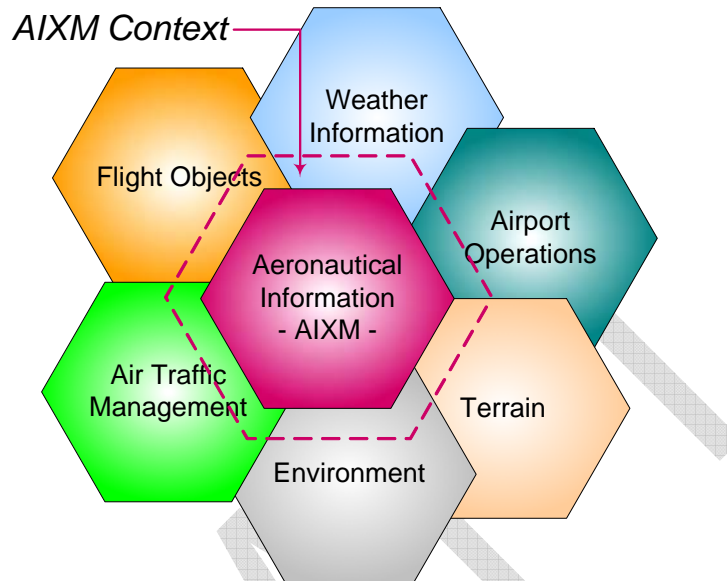 AIXM Context
Weather
Information
Flight Objects
Airport
Operations
Aeronautical
Information
- AIXM -
Air Traffic
Management
Terrain
Environment